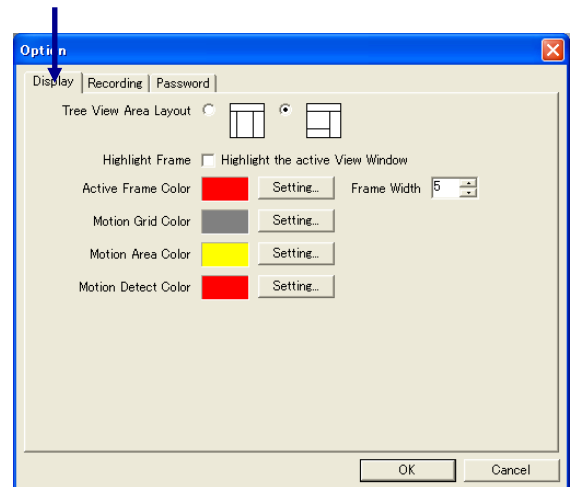 Option
Display Recording Password
Tree View Area Layout
Highlight Frame Highlight the active View Window
Active Frame Color Setting... Frame Width 5
Motion Grid Color Setting...
Motion Area Color Setting...
Motion Detect Color Setting...
OK Cancel